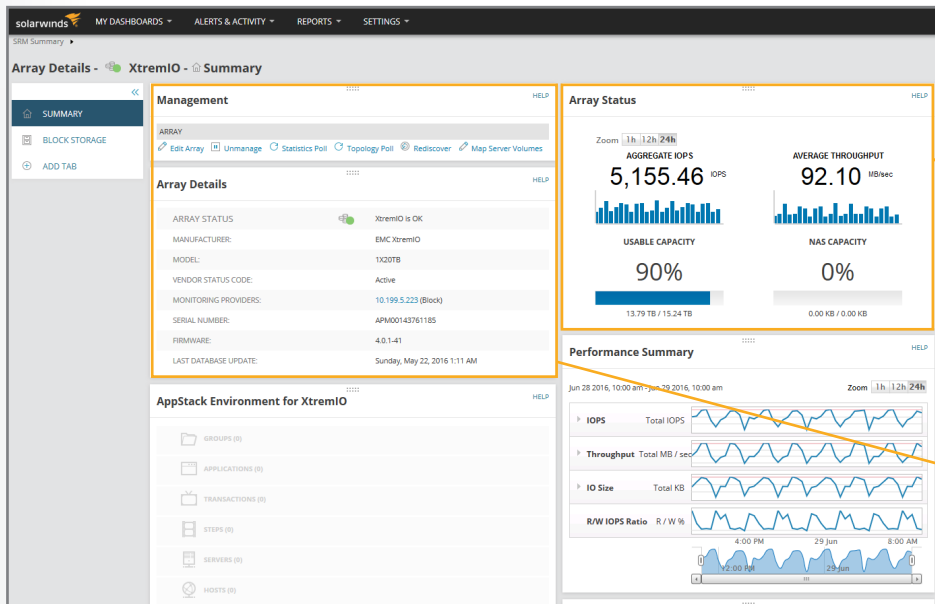 solarwinds MY DASHBOARDS ALERTS & ACTIVITY REPORTS SETTINGS
SRM Summary
Array Details - XtremIO - Summary
«
SUMMARY
BLOCK STORAGE
ADD TAB
Management HELP
ARRAY
Edit Array Unmanage Statistics Poll Topology Poll Rediscover Map Server Volumes
Array Details HELP
ARRAY STATUS XtremIO is OK
MANUFACTURER: EMC XtremIO
MODEL: 1X20TB
VENDOR STATUS CODE: Active
MONITORING PROVIDERS: 10.199.5.223 (Block)
SERIAL NUMBER: APM00143761185
FIRMWARE: 4.0.1-41
LAST DATABASE UPDATE: Sunday, May 22, 2016 1:11 AM
AppStack Environment for XtremIO HELP
GROUPS (0)
APPLICATIONS (0)
TRANSACTIONS (0)
STEPS (0)
SERVERS (0)
HOSTS (0)
Array Status HELP
Zoom 1h 12h 24h
AGGREGATE IOPS AVERAGE THROUGHPUT
5,155.46 IOPS 92.10 MB/sec
USABLE CAPACITY NAS CAPACITY
90% 0%
13.79 TB / 15.24 TB 0.00 KB / 0.00 KB
Performance Summary HELP
Jun 28 2016, 10:00 am - Jun 29 2016, 10:00 am Zoom 1h 12h 24h
IOPS Total IOPS
Throughput Total MB / sec
IO Size Total KB
R/W IOPS Ratio R / W %
4:00 PM 29 Jun 8:00 AM
12:00 PM 29-Jun